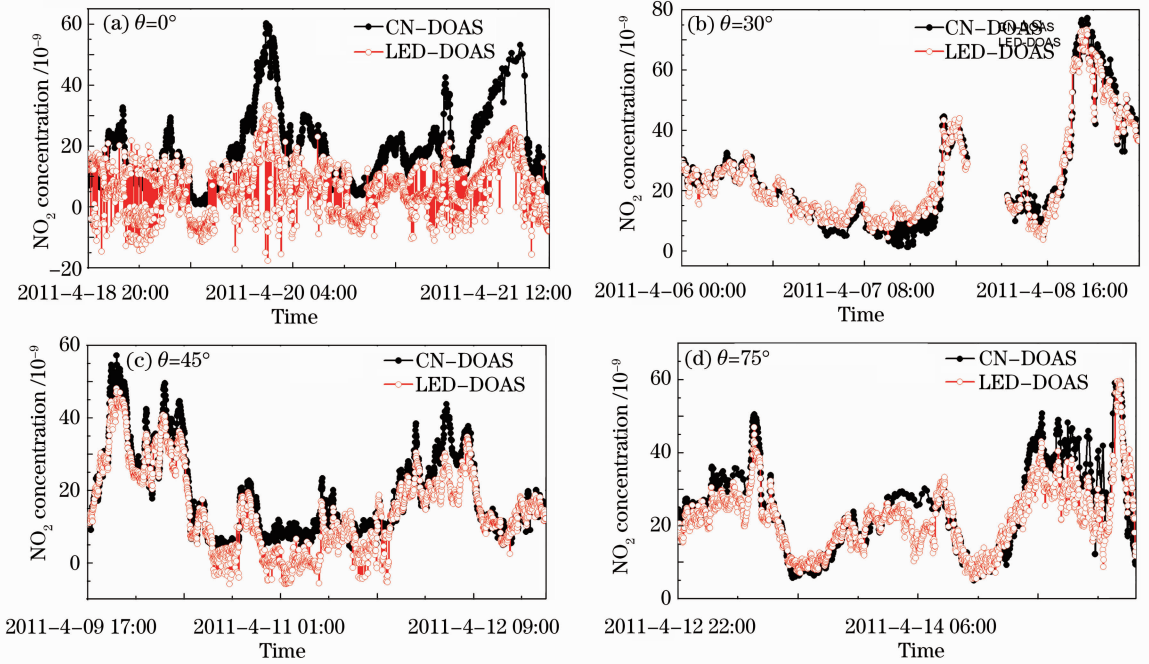 (a) θ=0°
CN-DOAS
LED-DOAS
NO₂ concentration /10⁻⁹
60
40
20
0
−20
2011-4-18 20:00 2011-4-20 04:00 2011-4-21 12:00
Time
(b) θ=30°
CN-DOAS
LED-DOAS
CN-DOAS
LED-DOAS
NO₂ concentration /10⁻⁹
80
60
40
20
0
2011-4-06 00:00 2011-4-07 08:00 2011-4-08 16:00
Time
(c) θ=45°
CN-DOAS
LED-DOAS
NO₂ concentration /10⁻⁹
60
40
20
0
2011-4-09 17:00 2011-4-11 01:00 2011-4-12 09:00
Time
(d) θ=75°
CN-DOAS
LED-DOAS
NO₂ concentration /10⁻⁹
60
40
20
0
2011-4-12 22:00 2011-4-14 06:00
Time